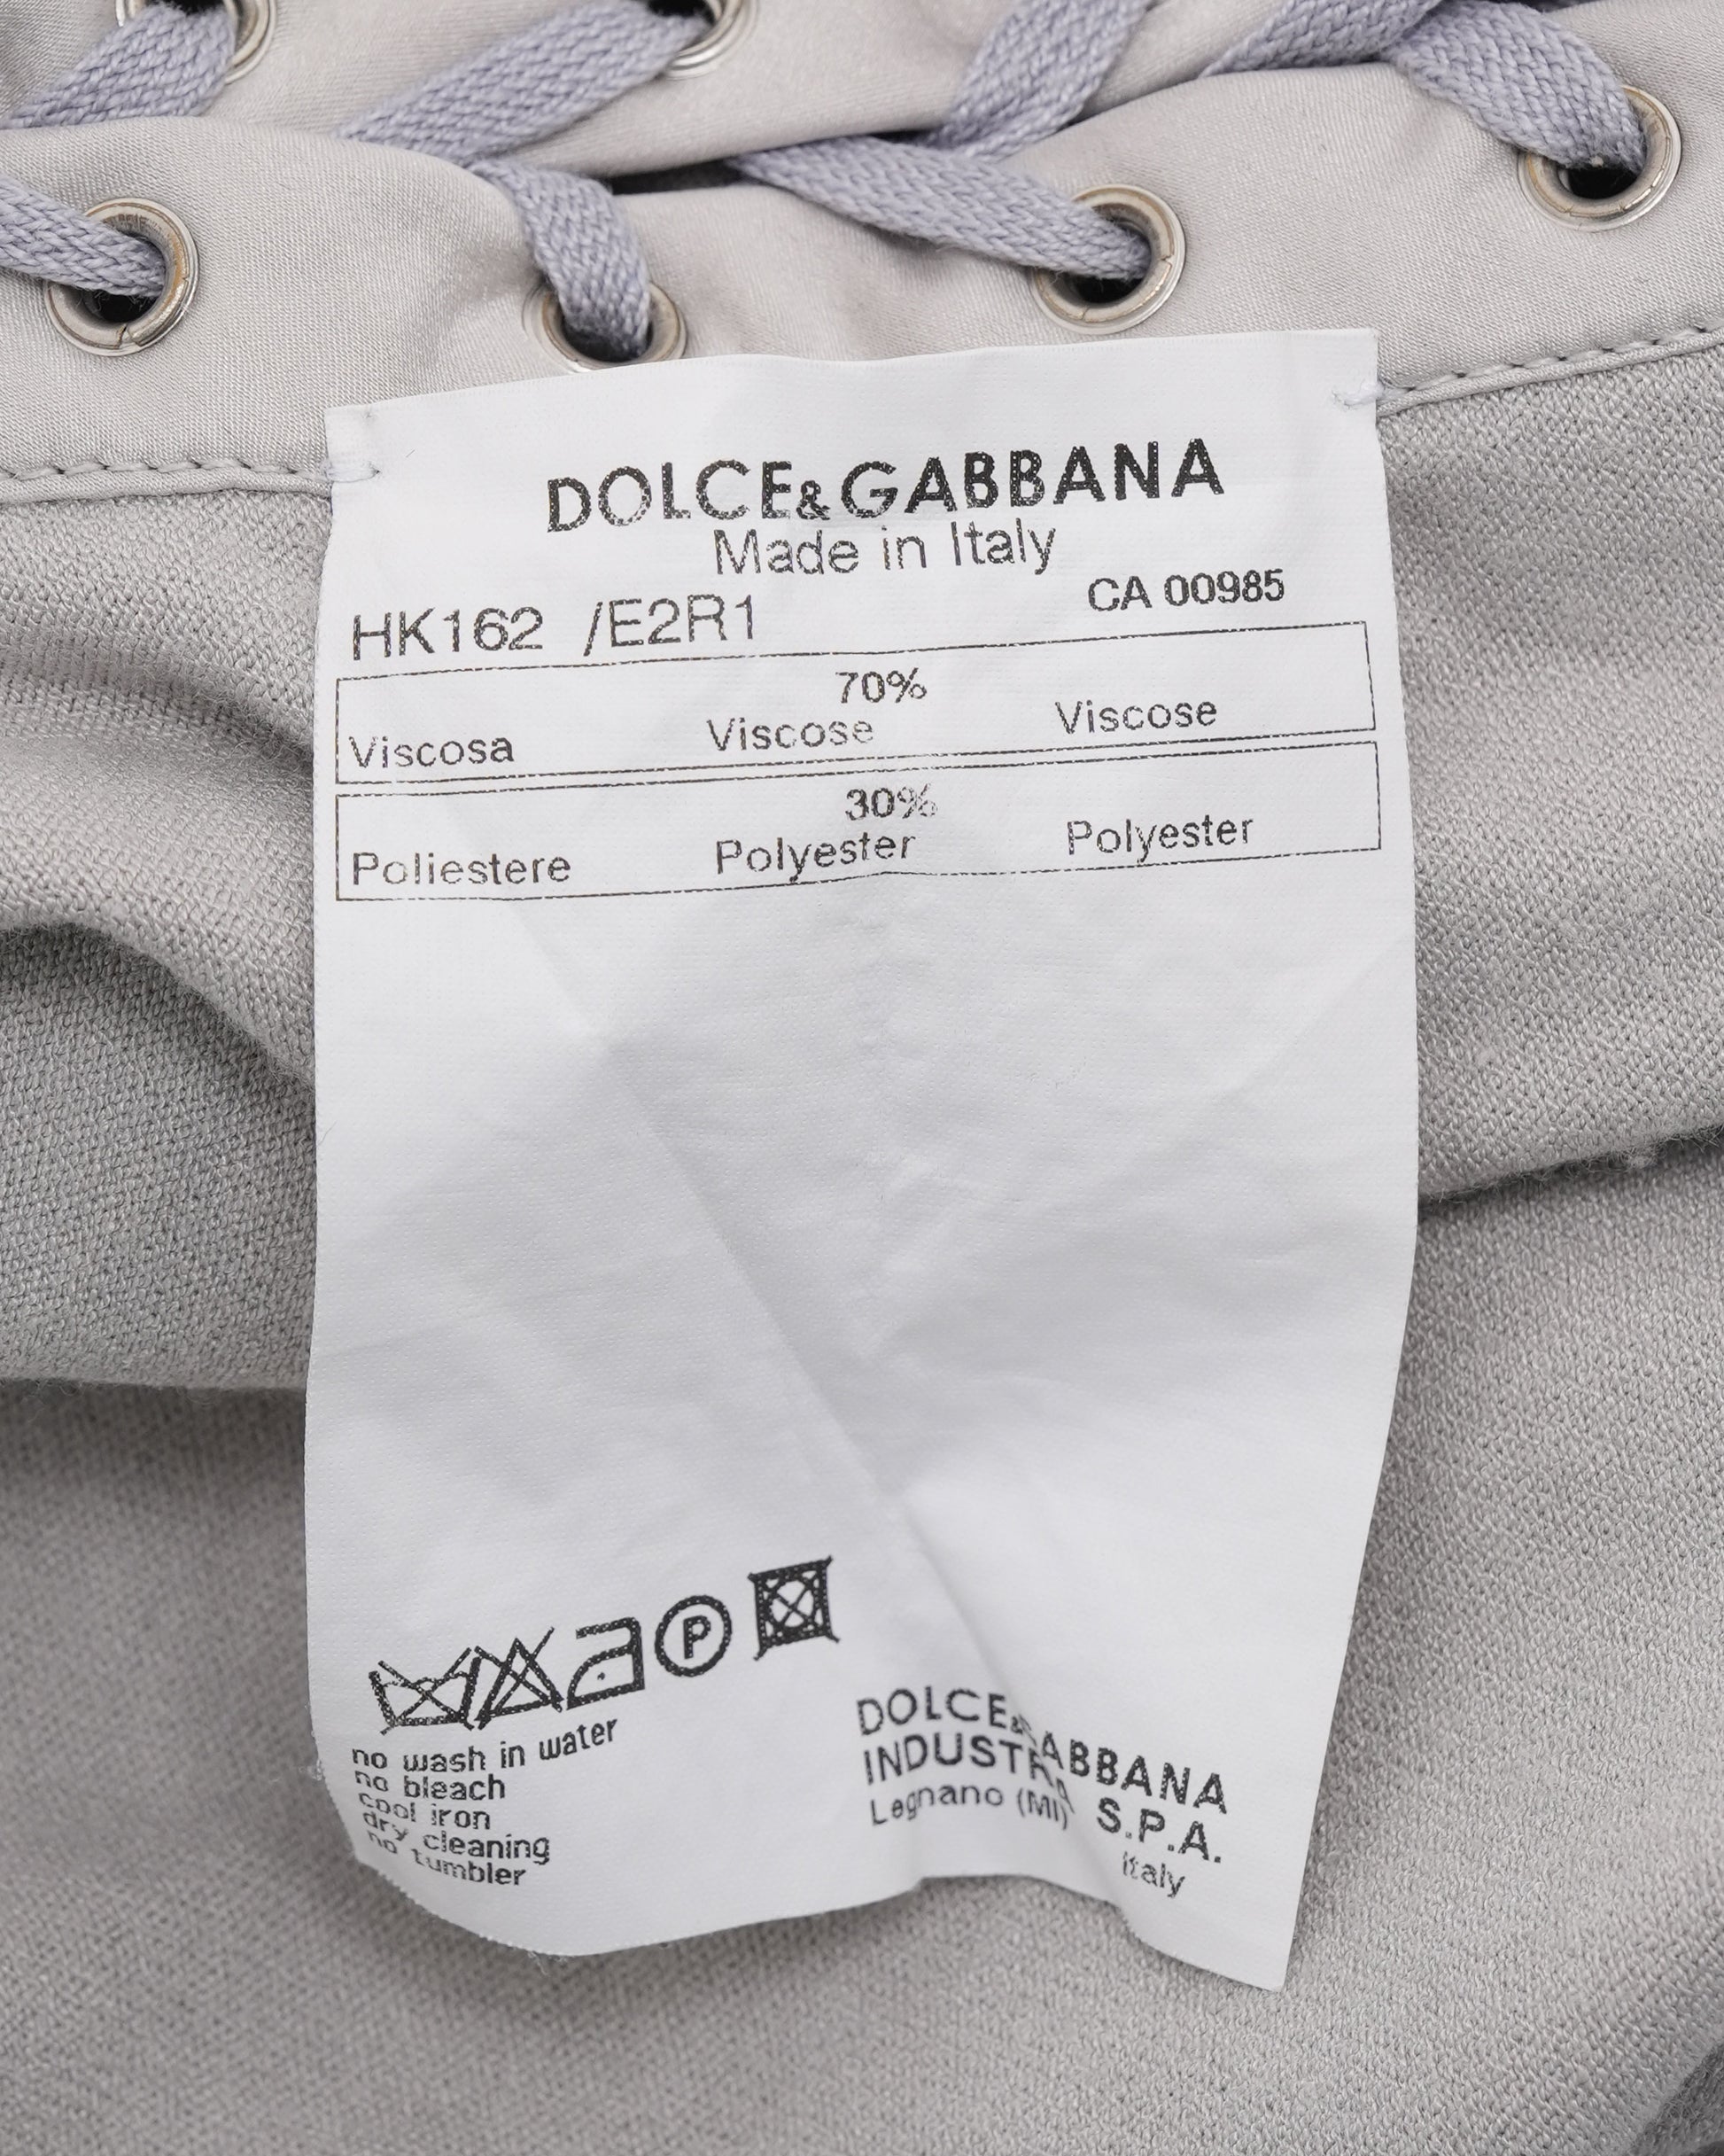 DOLCE&GABBANA
Made in Italy
HK162 /E2R1
CA 00985
70%
Viscosa Viscose Viscose
30%
Poliestere Polyester Polyester
P
no wash in water
no bleach
cool iron
dry cleaning
no tumbler
DOLCE&GABBANA
INDUSTRIA S.P.A.
Legnano (MI) Italy